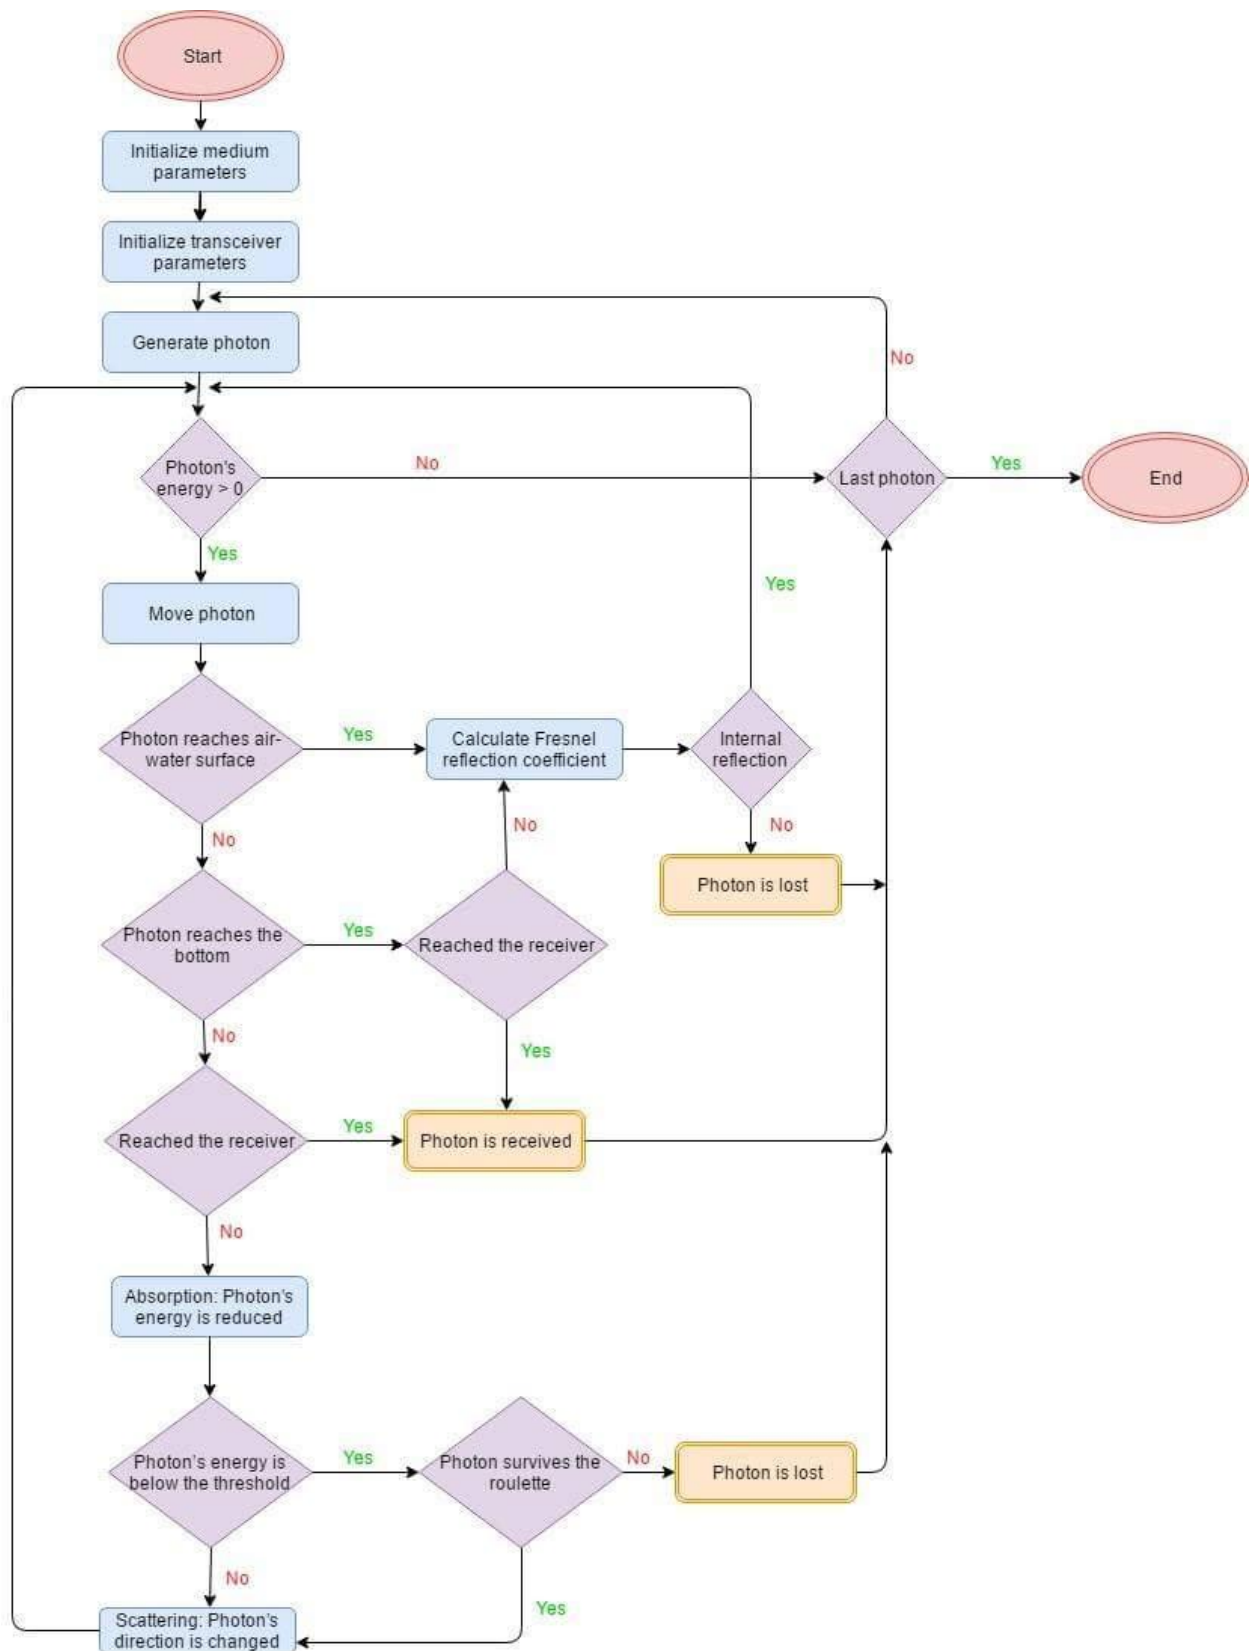 Start
Initialize medium
parameters
Initialize transceiver
parameters
Generate photon
No
Photon's
energy > 0
No
Last photon
Yes
End
Yes
Yes
Move photon
Photon reaches air-
water surface
Yes
Calculate Fresnel
reflection coefficient
Internal
reflection
No
No
No
Photon is lost
Photon reaches the
bottom
Yes
Reached the receiver
No
Yes
Reached the receiver
Yes
Photon is received
No
Absorption: Photon's
energy is reduced
Photon's energy is
below the threshold
Yes
Photon survives the
roulette
No
Photon is lost
No
Yes
Scattering: Photon's
direction is changed